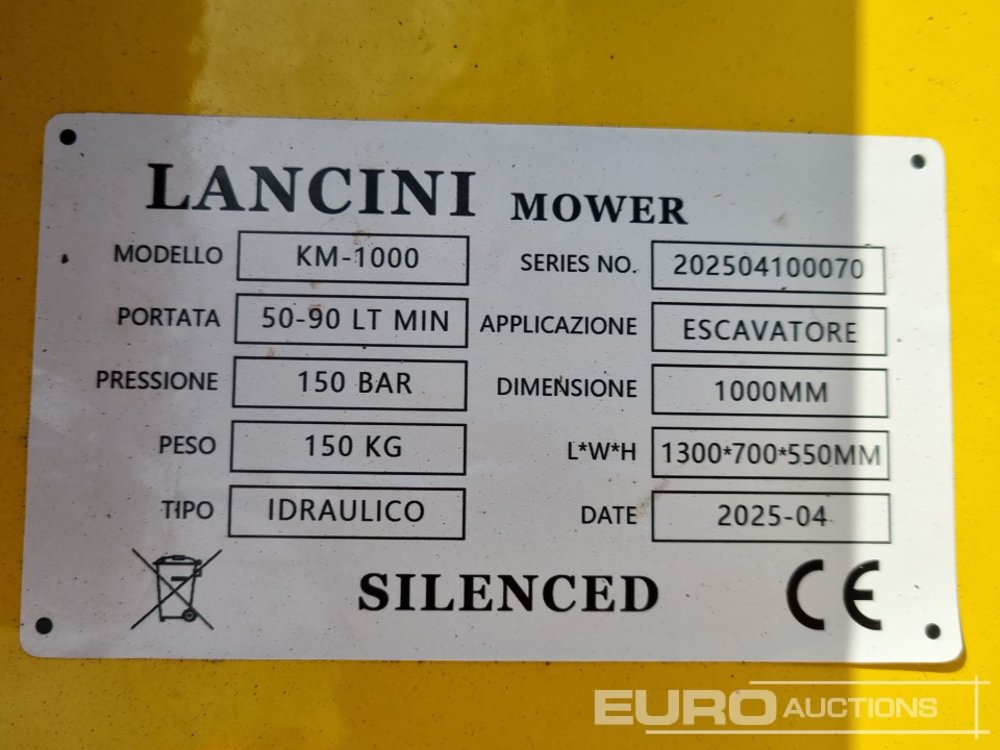 LANCINI MOWER
MODELLO KM-1000 SERIES NO. 202504100070
PORTATA 50-90 LT MIN APPLICAZIONE ESCAVATORE
PRESSIONE 150 BAR DIMENSIONE 1000MM
PESO 150 KG L*W*H 1300*700*550MM
TIPO IDRAULICO DATE 2025-04
SILENCED CE
EURO AUCTIONS